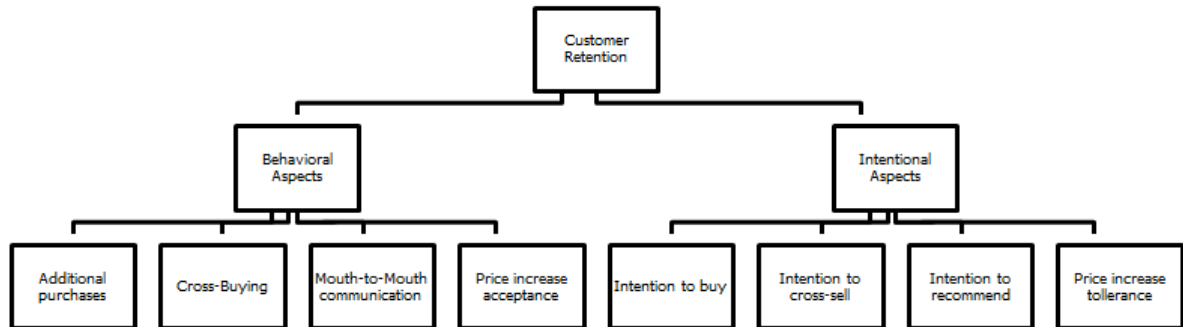 Customer
Retention
Behavioral
Aspects
Intentional
Aspects
Additional
purchases
Cross-Buying
Mouth-to-Mouth
communication
Price increase
acceptance
Intention to buy
Intention to
cross-sell
Intention to
recommend
Price increase
tollerance